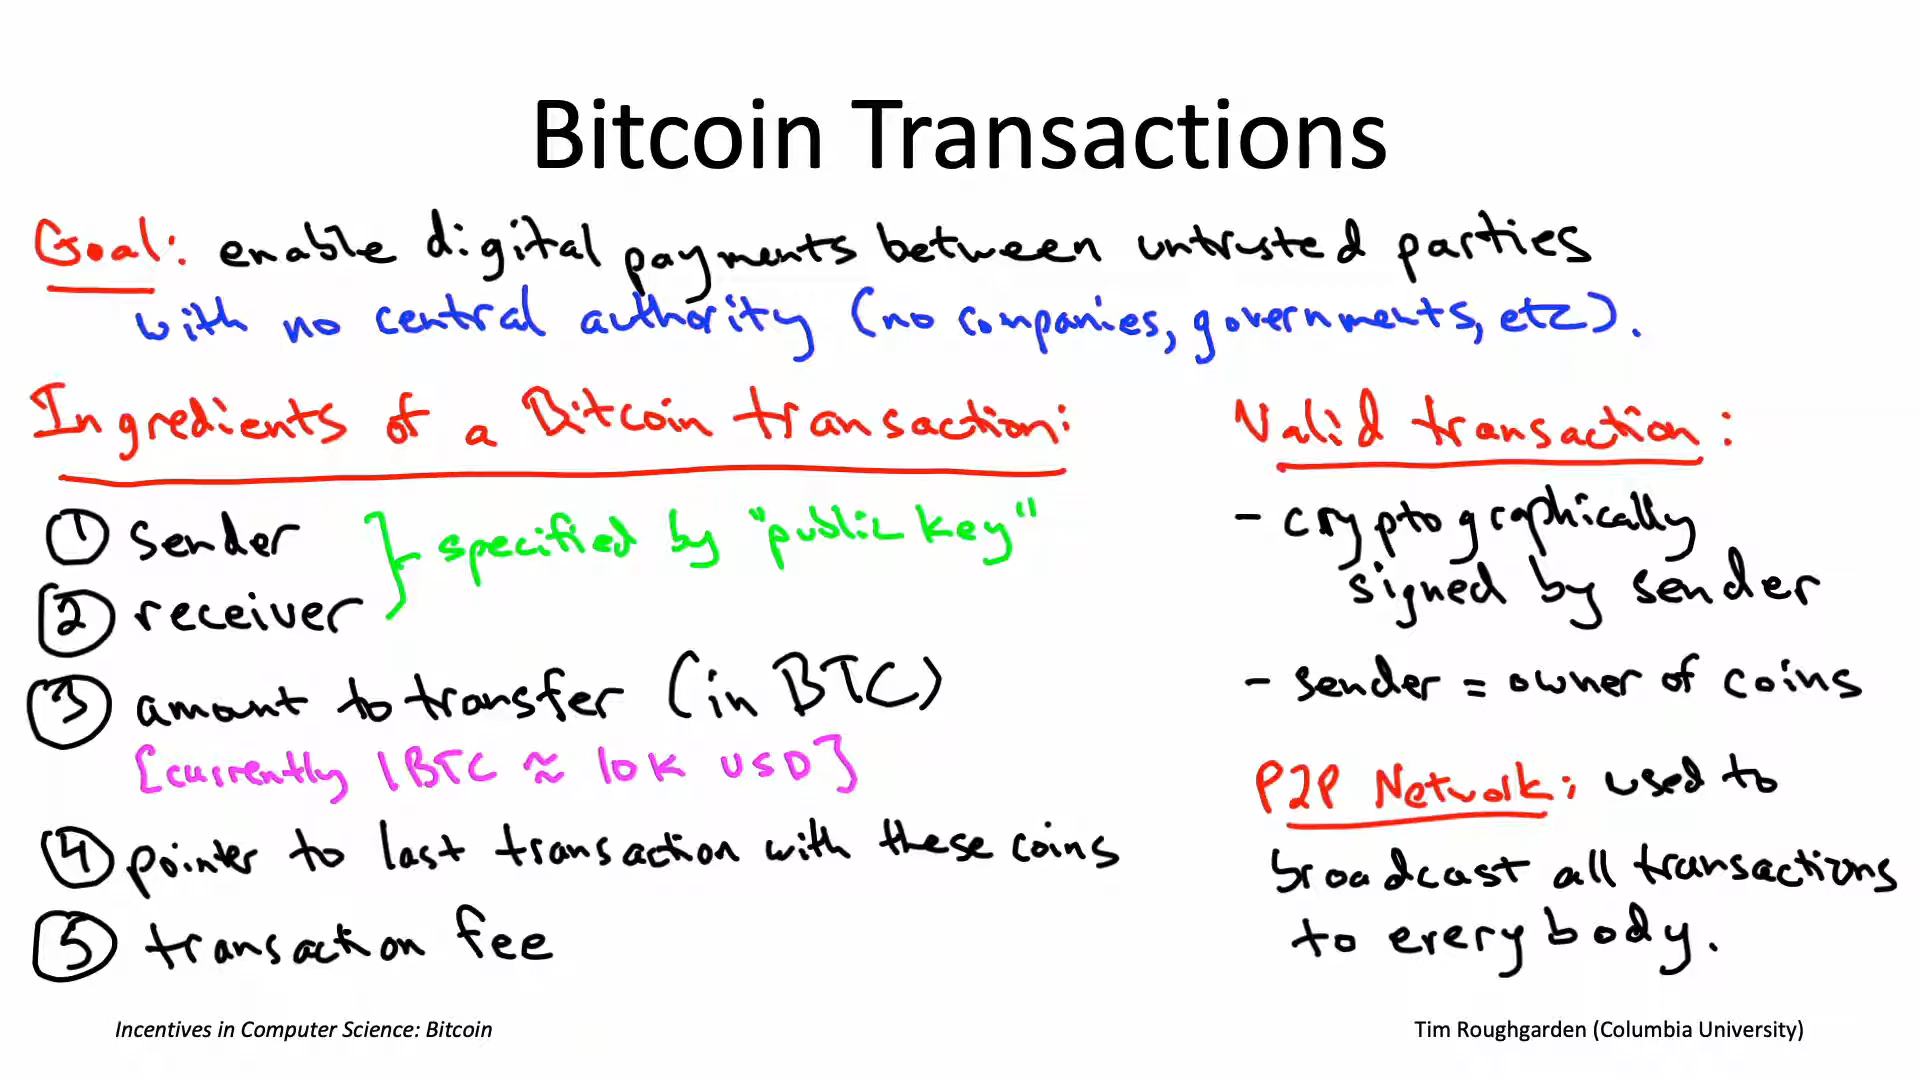 Bitcoin Transactions
Goal: enable digital payments between untrusted parties
with no central authority (no companies, governments, etc).
Ingredients of a Bitcoin transaction:
① sender } specified by "public key"
② receiver
③ amount to transfer (in BTC)
[currently 1BTC ≈ 10K USD]
④ pointer to last transaction with these coins
⑤ transaction fee
Valid transaction:
- cryptographically
signed by sender
- sender = owner of coins
P2P Network: used to
broadcast all transactions
to everybody.
Incentives in Computer Science: Bitcoin
Tim Roughgarden (Columbia University)